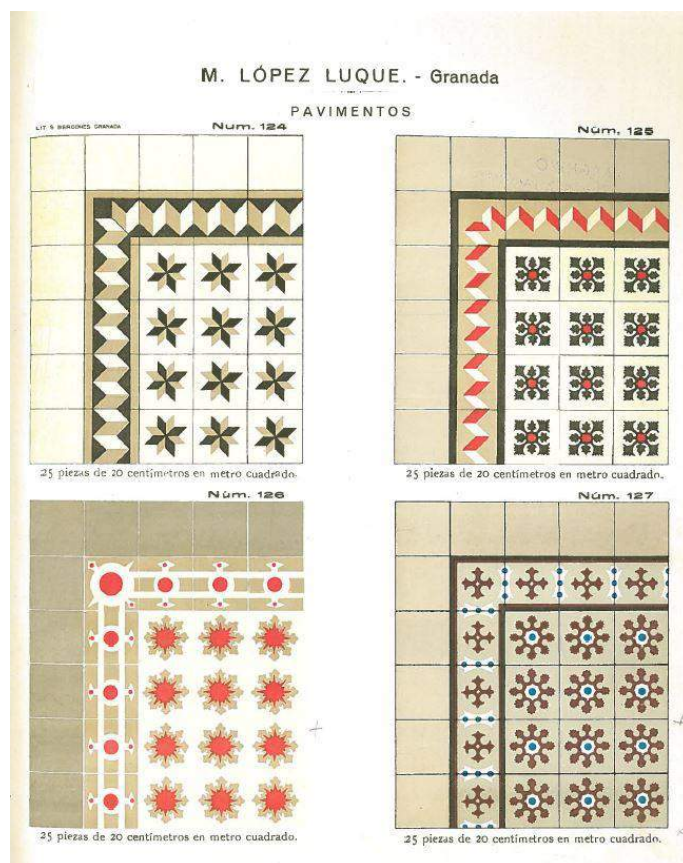 M. LÓPEZ LUQUE. - Granada
PAVIMENTOS
Num. 124
Núm. 125
25 piezas de 20 centímetros en metro cuadrado.
25 piezas de 20 centímetros en metro cuadrado.
Núm. 126
Núm. 127
25 piezas de 20 centímetros en metro cuadrado.
25 piezas de 20 centímetros en metro cuadrado.